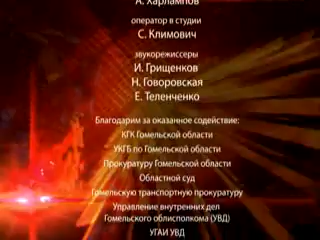 А. Харлампов
оператор в студии
С. Климович
звукорежиссеры
И. Грищенков
Н. Говоровская
Е. Теленченко
Благодарим за оказанное содействие:
КГК Гомельской области
УКГБ по Гомельской области
Прокуратуру Гомельской области
Областной суд
Гомельскую транспортную прокуратуру
Управление внутренних дел
Гомельского облисполкома (УВД)
УГАИ УВД